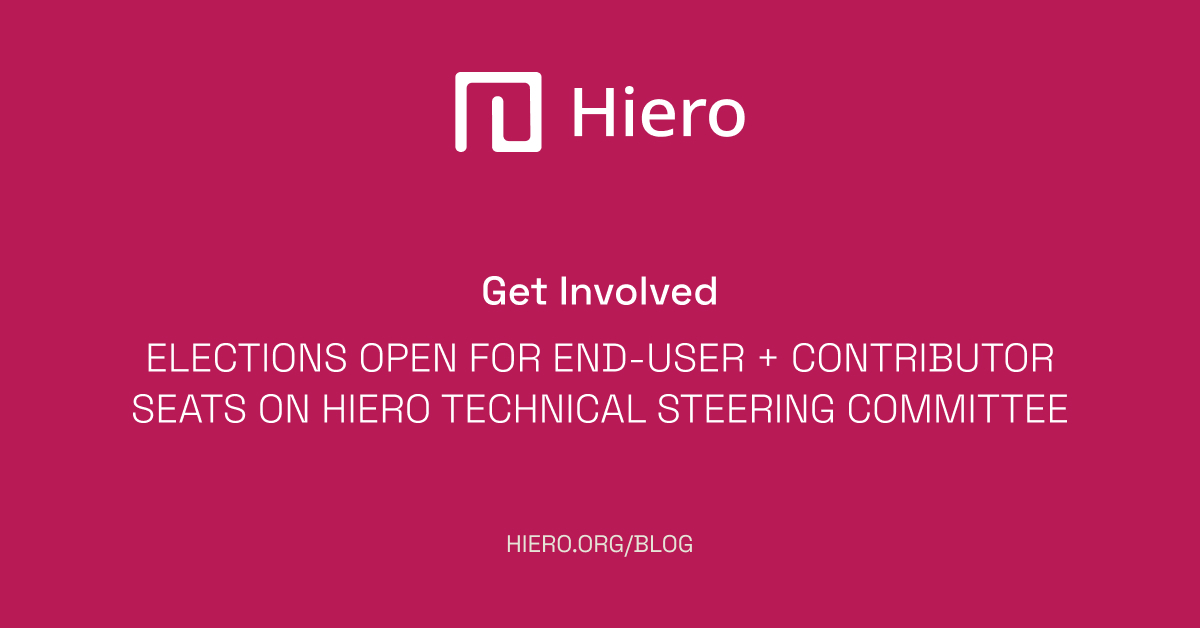 Hiero
Get Involved
ELECTIONS OPEN FOR END-USER + CONTRIBUTOR
SEATS ON HIERO TECHNICAL STEERING COMMITTEE
HIERO.ORG/BLOG